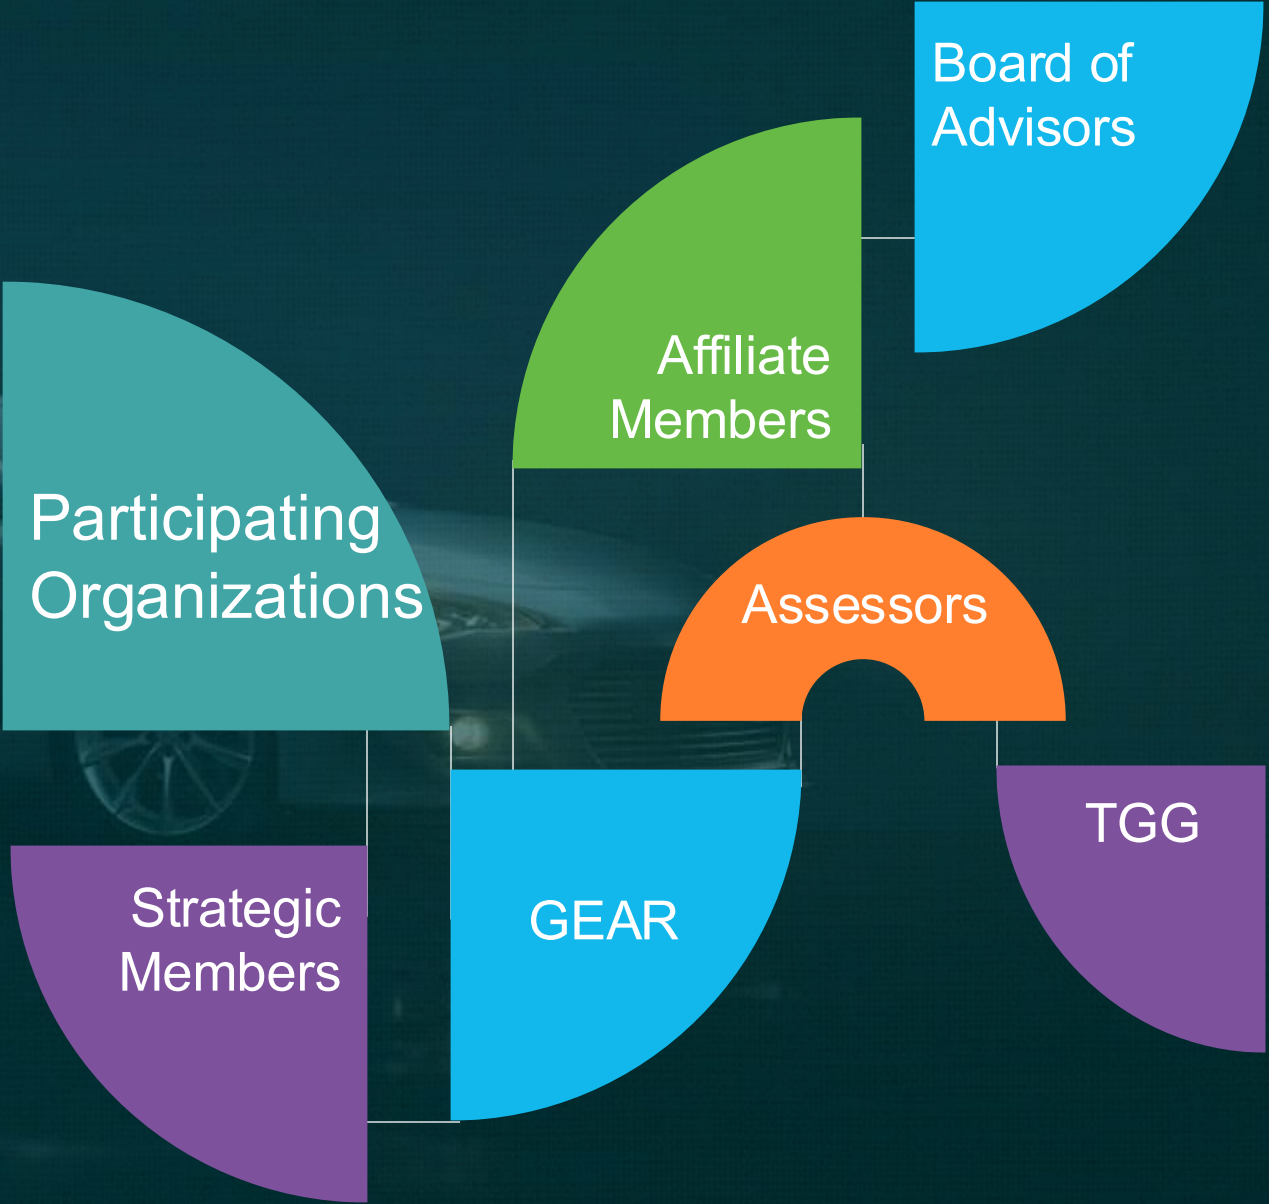 Board of
Advisors
Affiliate
Members
Participating
Organizations
Assessors
TGG
Strategic
Members
GEAR